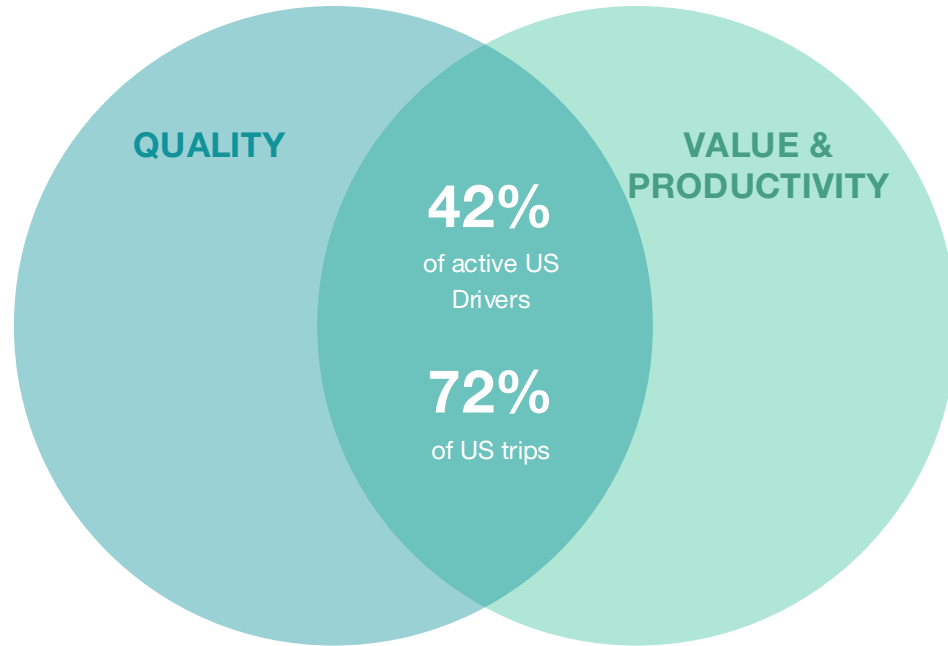 QUALITY
VALUE &
PRODUCTIVITY
42%
of active US
Drivers
72%
of US trips